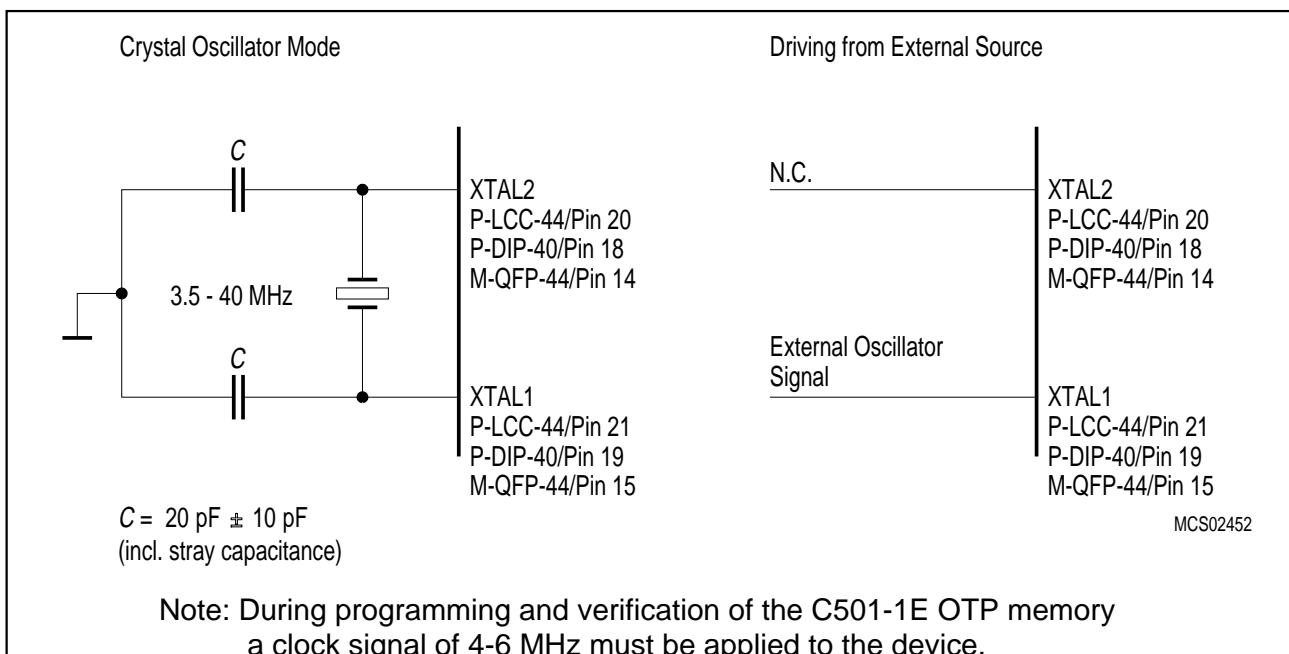 Crystal Oscillator Mode
C
XTAL2
P-LCC-44/Pin 20
P-DIP-40/Pin 18
M-QFP-44/Pin 14
3.5 - 40 MHz
C
XTAL1
P-LCC-44/Pin 21
P-DIP-40/Pin 19
M-QFP-44/Pin 15
C = 20 pF ± 10 pF
(incl. stray capacitance)
Driving from External Source
N.C.
XTAL2
P-LCC-44/Pin 20
P-DIP-40/Pin 18
M-QFP-44/Pin 14
External Oscillator
Signal
XTAL1
P-LCC-44/Pin 21
P-DIP-40/Pin 19
M-QFP-44/Pin 15
MCS02452
Note: During programming and verification of the C501-1E OTP memory
a clock signal of 4-6 MHz must be applied to the device.